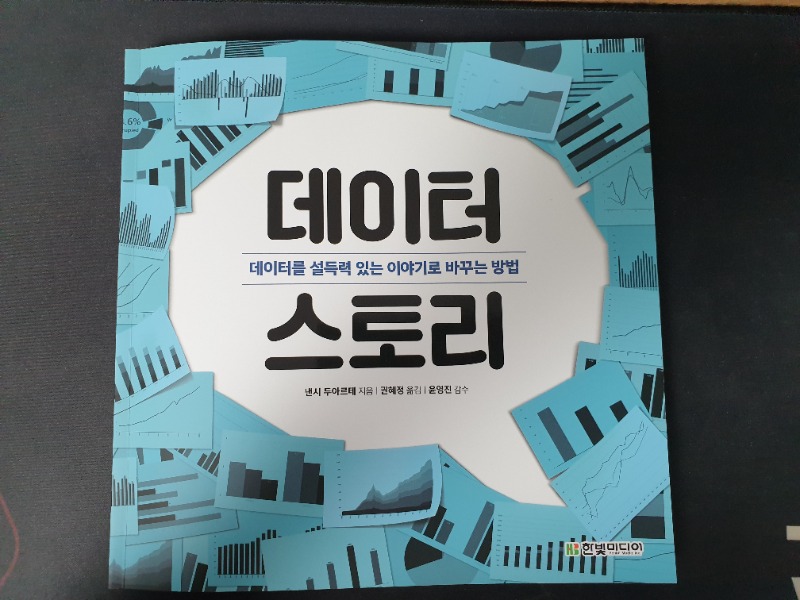 .6%
데이터
데이터를 설득력 있는 이야기로 바꾸는 방법
스토리
낸시 두아르테 지음 | 권혜정 옮김 | 윤영진 감수
HB 한빛미디어